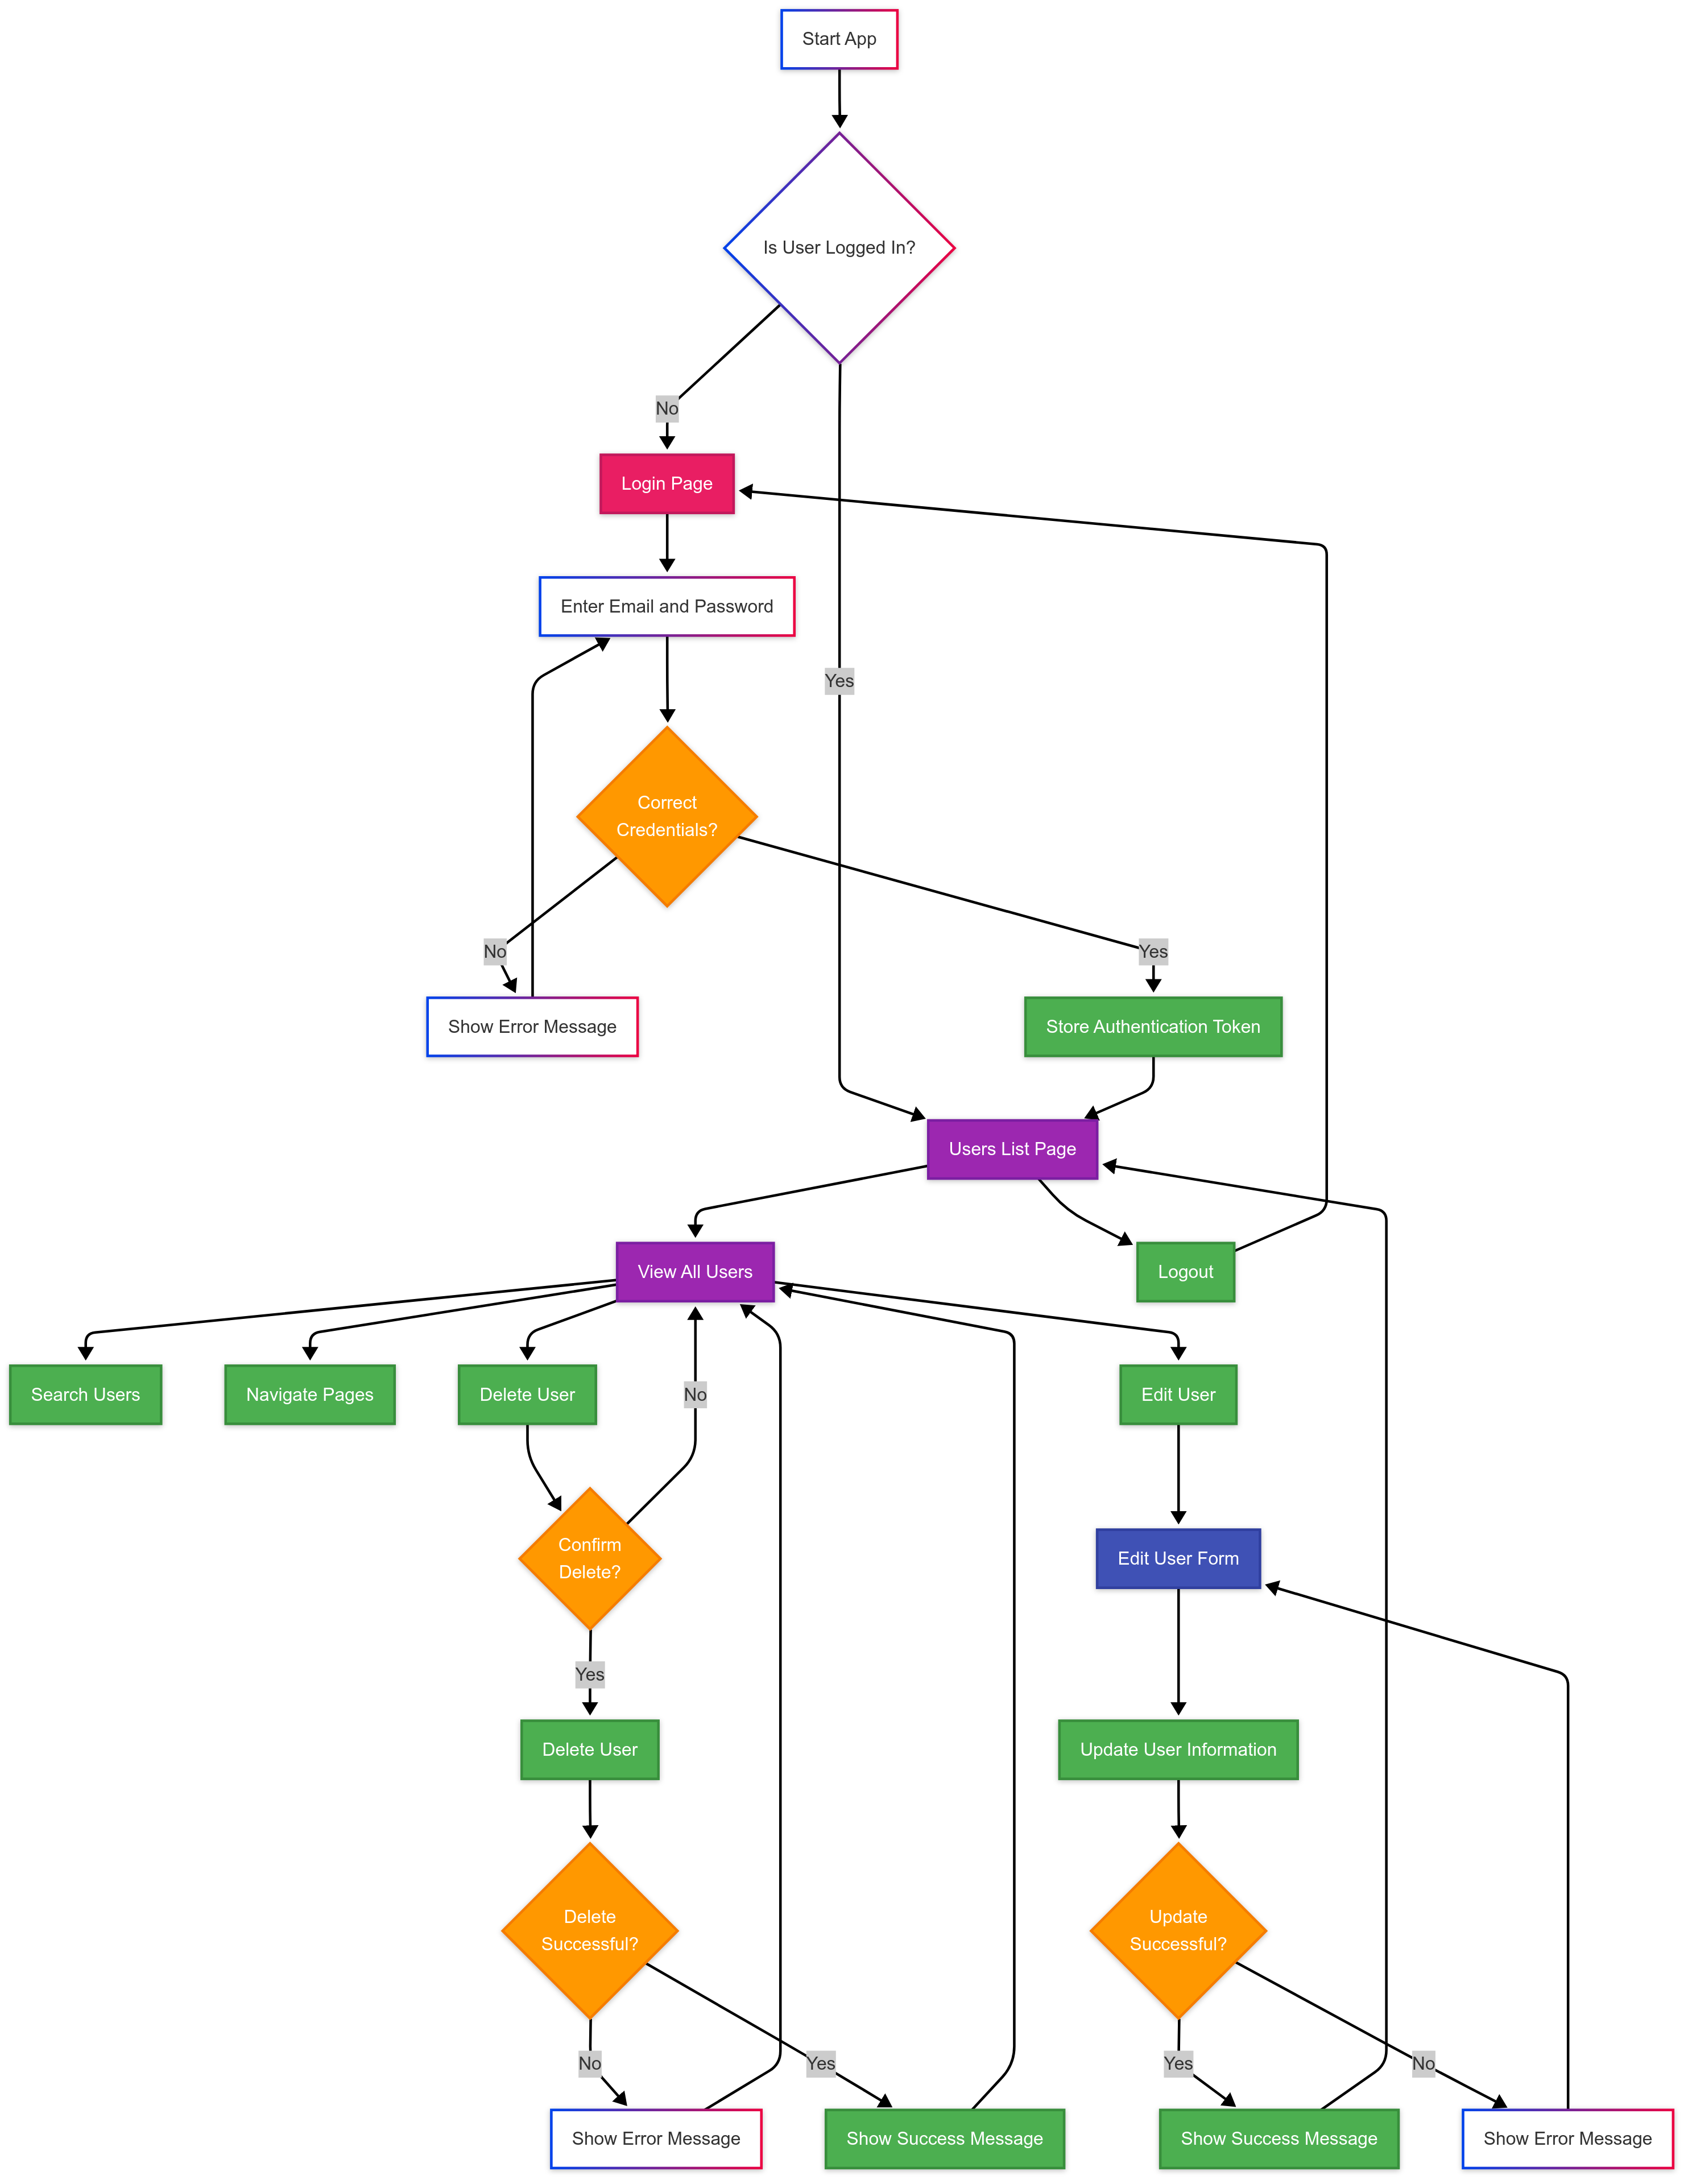 Start App
Is User Logged In?
No
Login Page
Enter Email and Password
Yes
Correct
Credentials?
No
Yes
Show Error Message
Store Authentication Token
Users List Page
View All Users
Logout
Search Users
Navigate Pages
Delete User
No
Edit User
Confirm
Delete?
Edit User Form
Yes
Delete User
Update User Information
Delete
Successful?
Update
Successful?
No
Yes
Yes
No
Show Error Message
Show Success Message
Show Success Message
Show Error Message